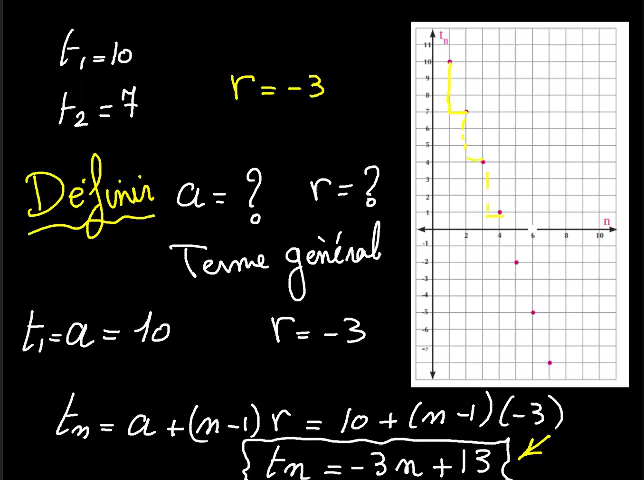 t₁=10
t₂=7
r=-3
Définir a=? r=?
Terme général
t₁=a=10 r=-3
tn=a+(n-1)r=10+(n-1)(-3)
tn=-3n+13
tn
11
10
9
8
7
6
5
4
3
2
1
n
2 4 6 8 10
-1
-2
-3
-4
-5
-6
-7